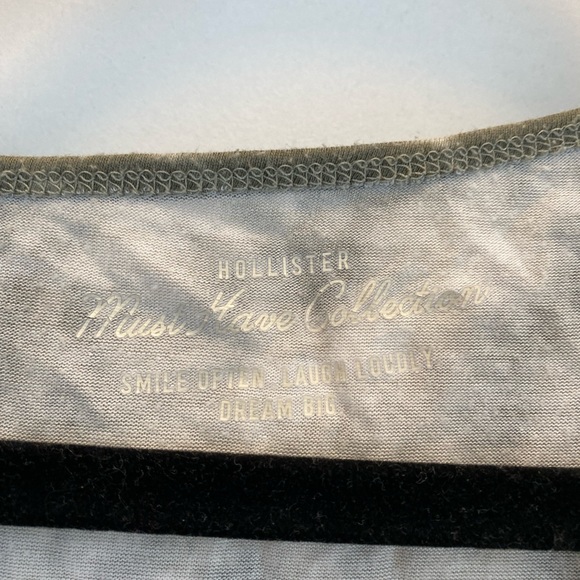 HOLLISTER
Must Have Collection
SMILE OFTEN LAUGH LOUDLY
DREAM BIG